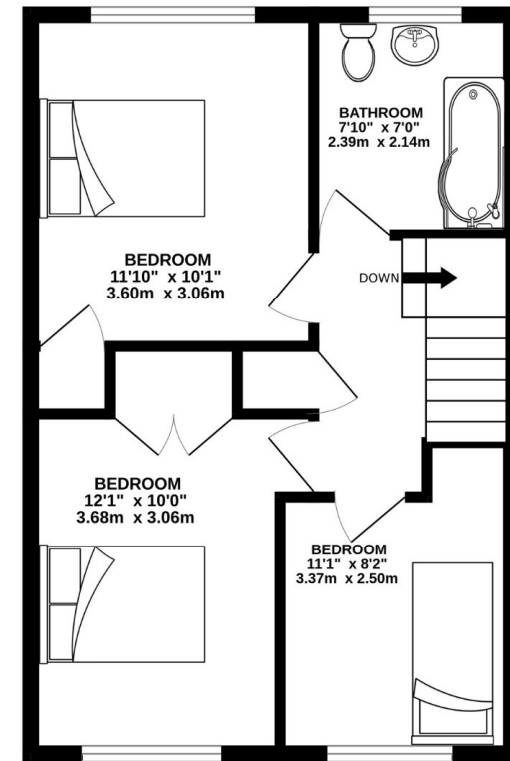 BATHROOM
7'10" x 7'0"
2.39m x 2.14m
BEDROOM
11'10" x 10'1"
3.60m x 3.06m
DOWN
BEDROOM
12'1" x 10'0"
3.68m x 3.06m
BEDROOM
11'1" x 8'2"
3.37m x 2.50m